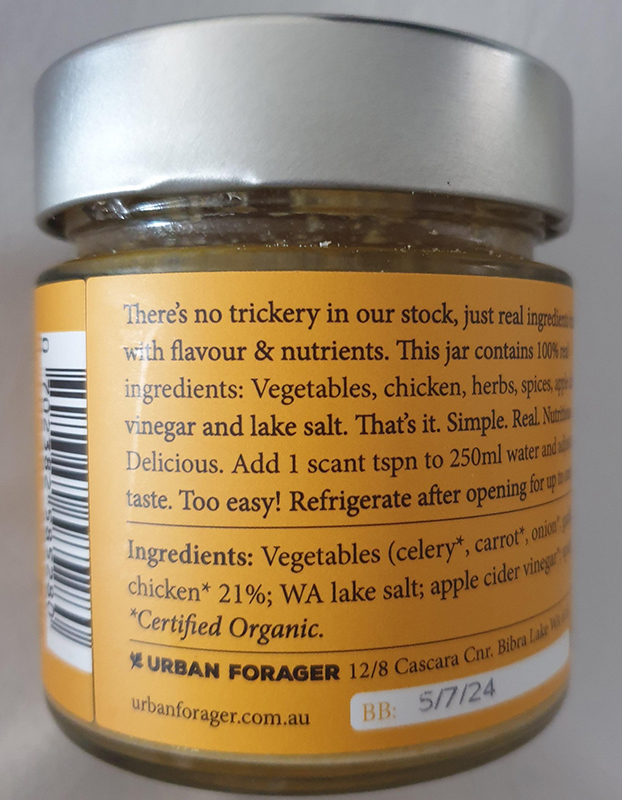 There's no trickery in our stock, just real ingredients
with flavour & nutrients. This jar contains 100% real
ingredients: Vegetables, chicken, herbs, spices, apple
vinegar and lake salt. That's it. Simple. Real. Nutritious.
Delicious. Add 1 scant tspn to 250ml water and
taste. Too easy! Refrigerate after opening for up to
Ingredients: Vegetables (celery*, carrot*, onion*
chicken* 21%; WA lake salt; apple cider vinegar*
*Certified Organic.
URBAN FORAGER 12/8 Cascara Cnr. Bibra Lake WA
urbanforager.com.au
BB: 5/7/24